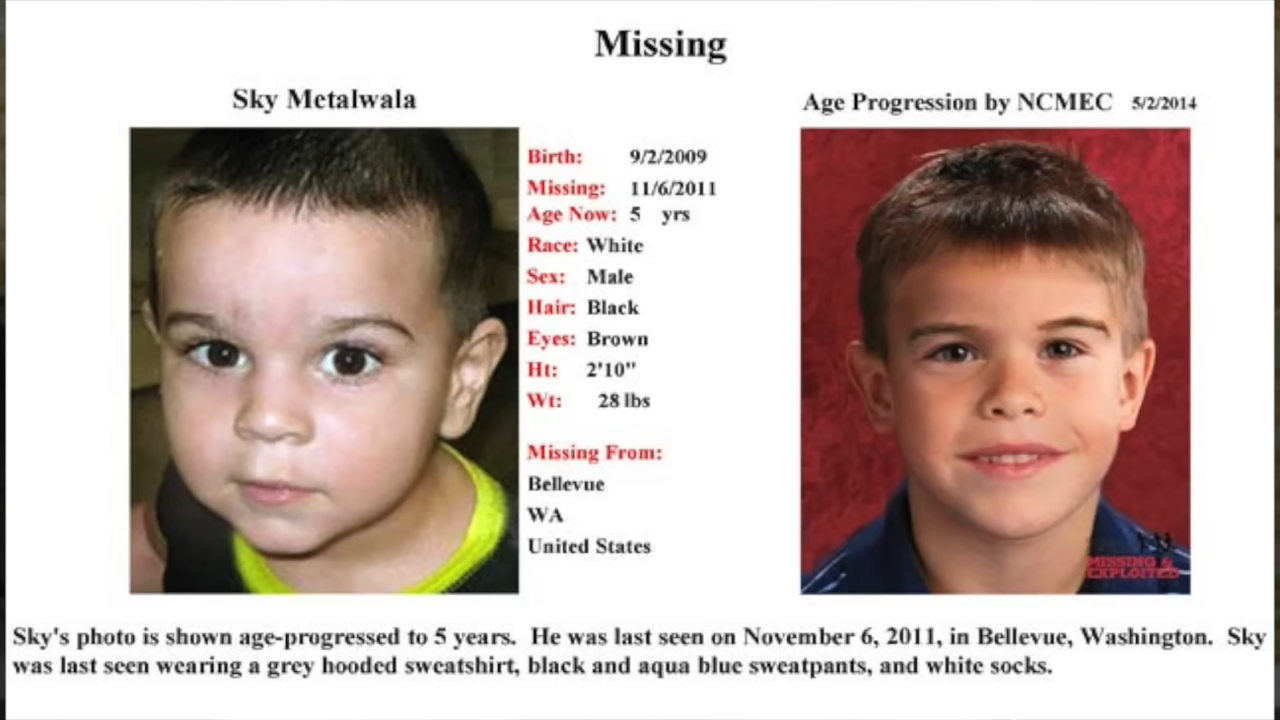 Missing
Sky Metalwala
Age Progression by NCMEC 5/2/2014
Birth: 9/2/2009
Missing: 11/6/2011
Age Now: 5 yrs
Race: White
Sex: Male
Hair: Black
Eyes: Brown
Ht: 2'10"
Wt: 28 lbs
Missing From:
Bellevue
WA
United States
MISSING &
EXPLOITED
Sky's photo is shown age-progressed to 5 years. He was last seen on November 6, 2011, in Bellevue, Washington. Sky
was last seen wearing a grey hooded sweatshirt, black and aqua blue sweatpants, and white socks.